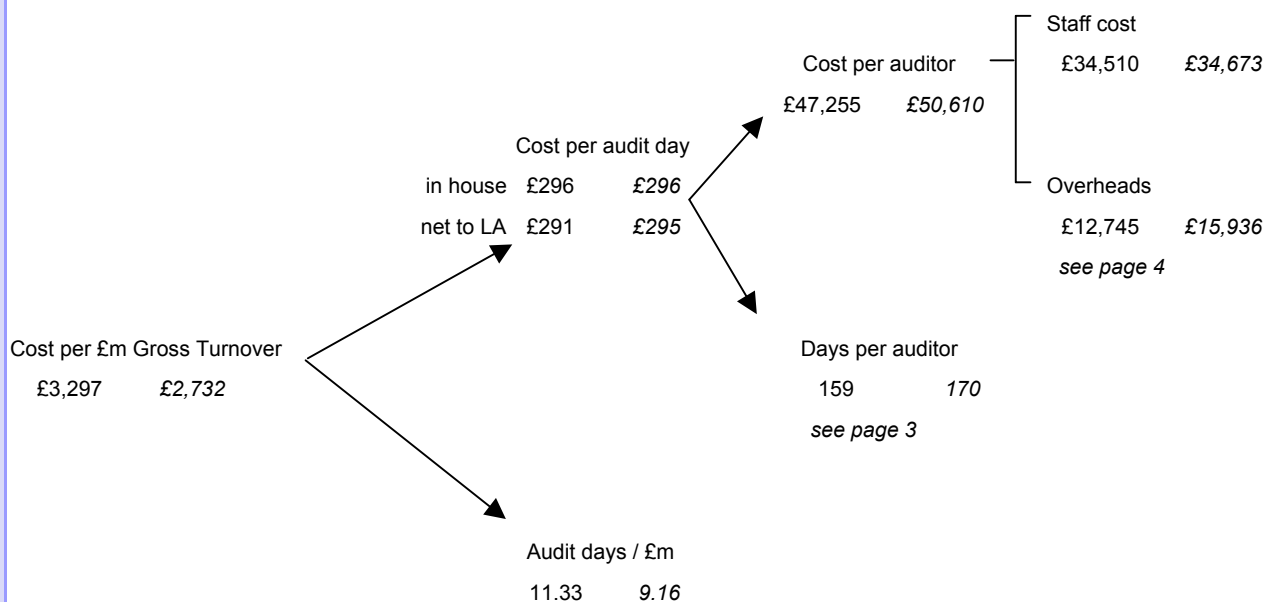 Staff cost
£34,510 £34,673
Cost per auditor
£47,255 £50,610
Overheads
£12,745 £15,936
see page 4
Cost per audit day
in house £296 £296
net to LA £291 £295
Days per auditor
159 170
see page 3
Cost per £m Gross Turnover
£3,297 £2,732
Audit days / £m
11.33 9.16